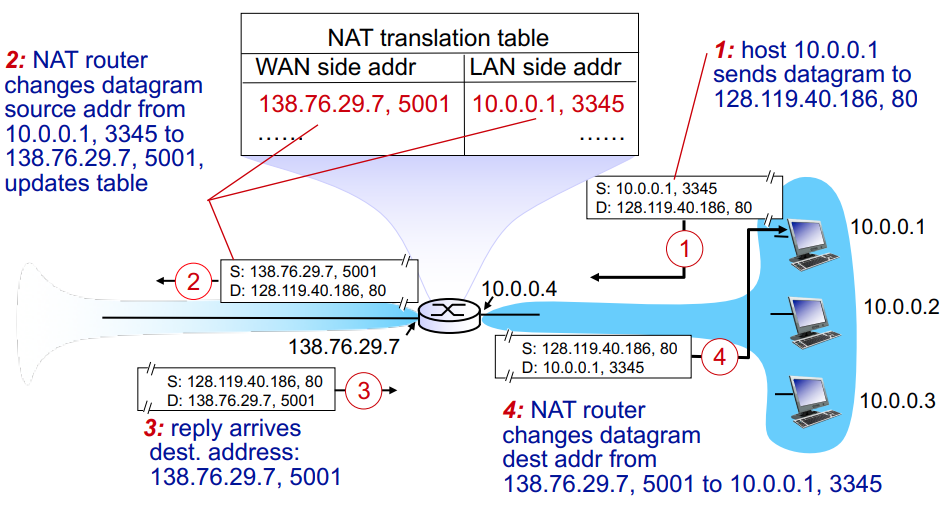 2: NAT router
changes datagram
source addr from
10.0.0.1, 3345 to
138.76.29.7, 5001,
updates table
NAT translation table
WAN side addr LAN side addr
138.76.29.7, 5001 10.0.0.1, 3345
…… ……
1: host 10.0.0.1
sends datagram to
128.119.40.186, 80
S: 10.0.0.1, 3345
D: 128.119.40.186, 80
1
10.0.0.1
S: 138.76.29.7, 5001
D: 128.119.40.186, 80
2
10.0.0.4
10.0.0.2
138.76.29.7
S: 128.119.40.186, 80
D: 10.0.0.1, 3345
4
S: 128.119.40.186, 80
D: 138.76.29.7, 5001
3
10.0.0.3
3: reply arrives
dest. address:
138.76.29.7, 5001
4: NAT router
changes datagram
dest addr from
138.76.29.7, 5001 to 10.0.0.1, 3345